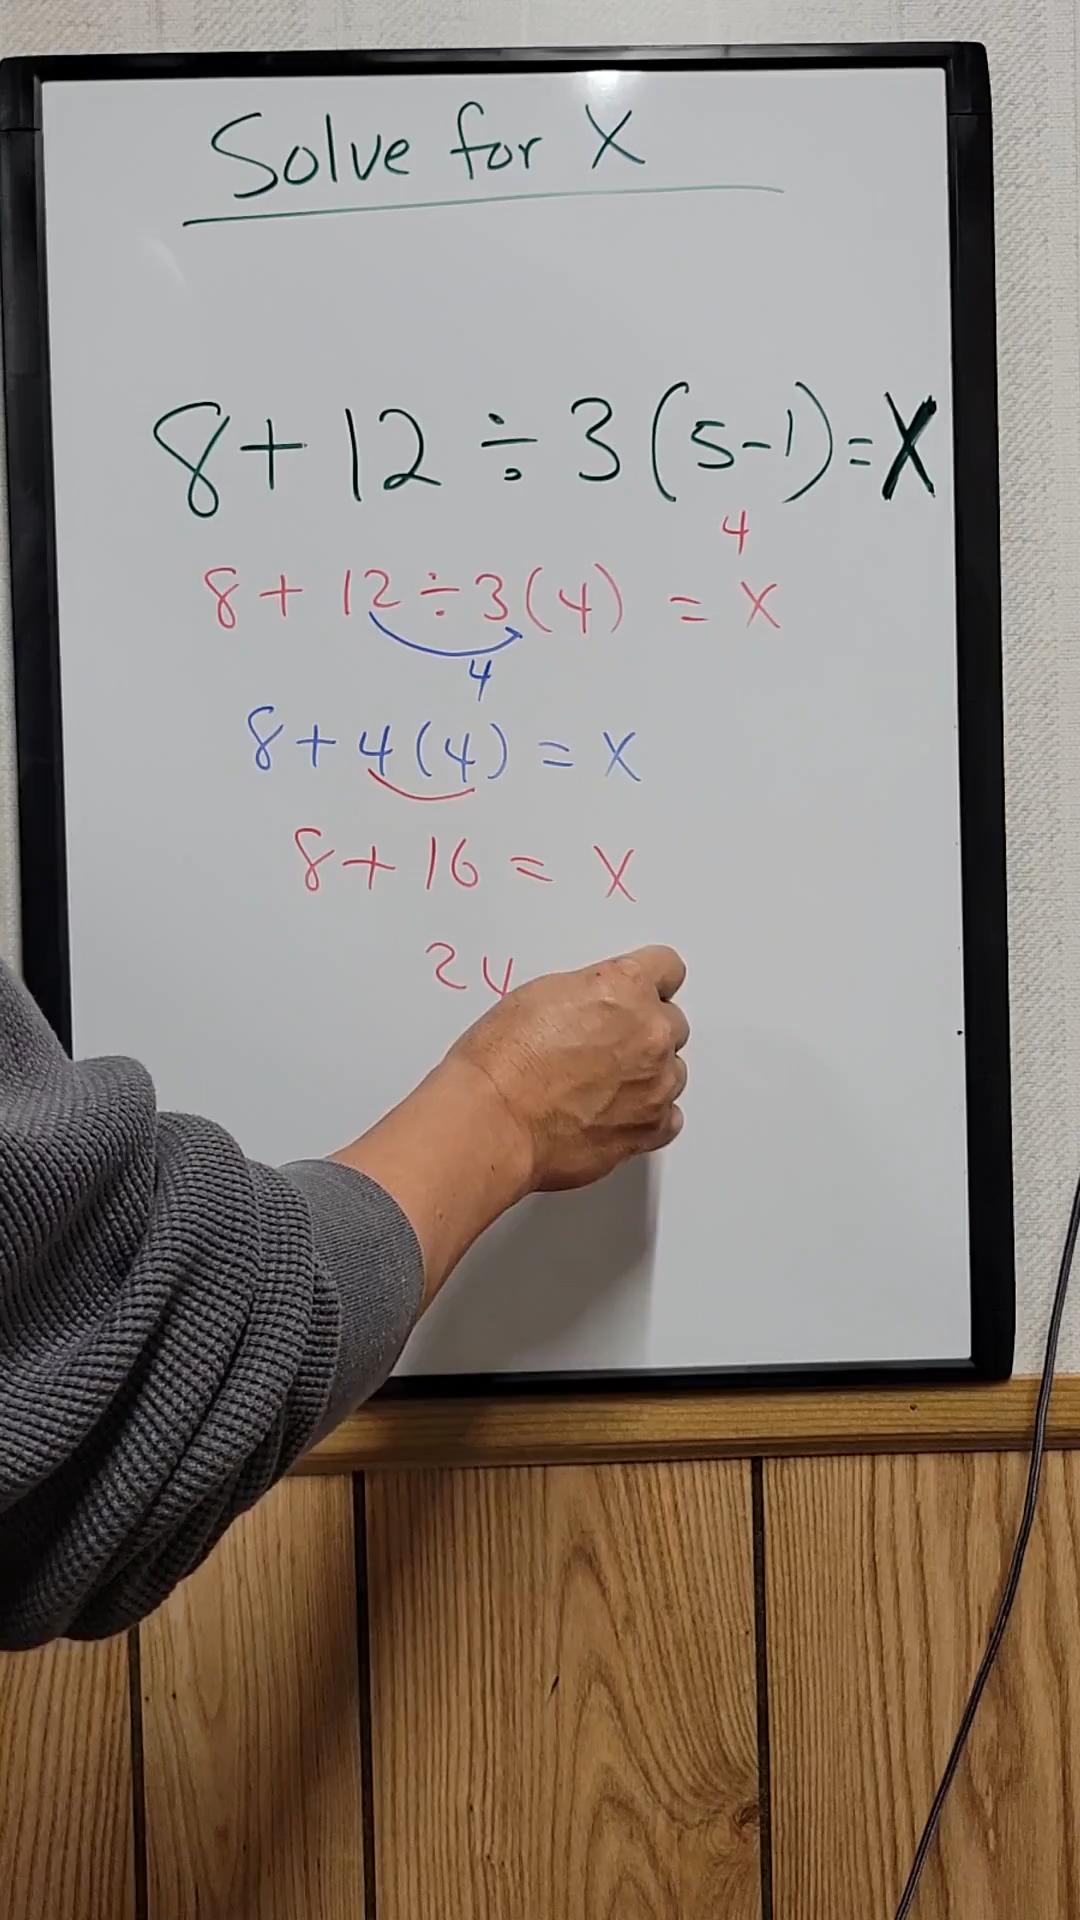 Solve for X
8 + 12 ÷ 3 (5-1) = X
4
8 + 12 ÷ 3 (4) = X
4
8 + 4 (4) = X
8 + 16 = X
24